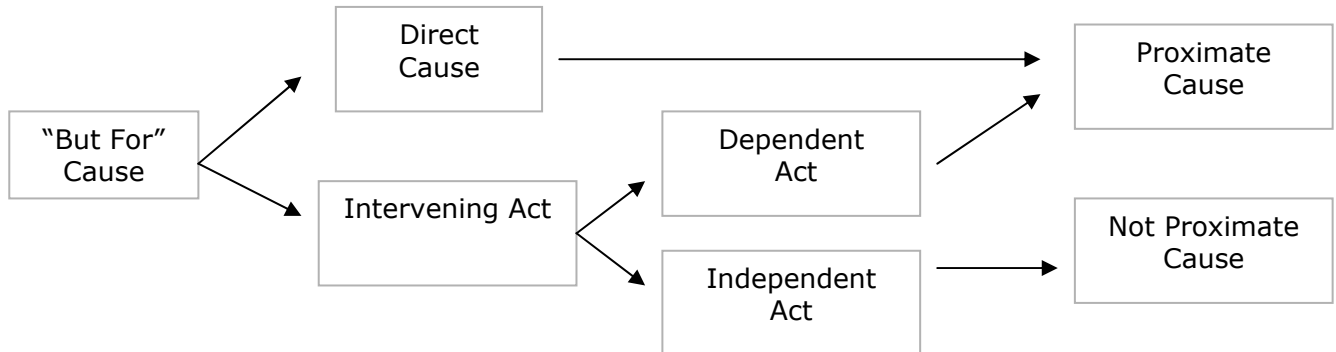 “But For”
Cause
Direct
Cause
Intervening Act
Dependent
Act
Independent
Act
Proximate
Cause
Not Proximate
Cause